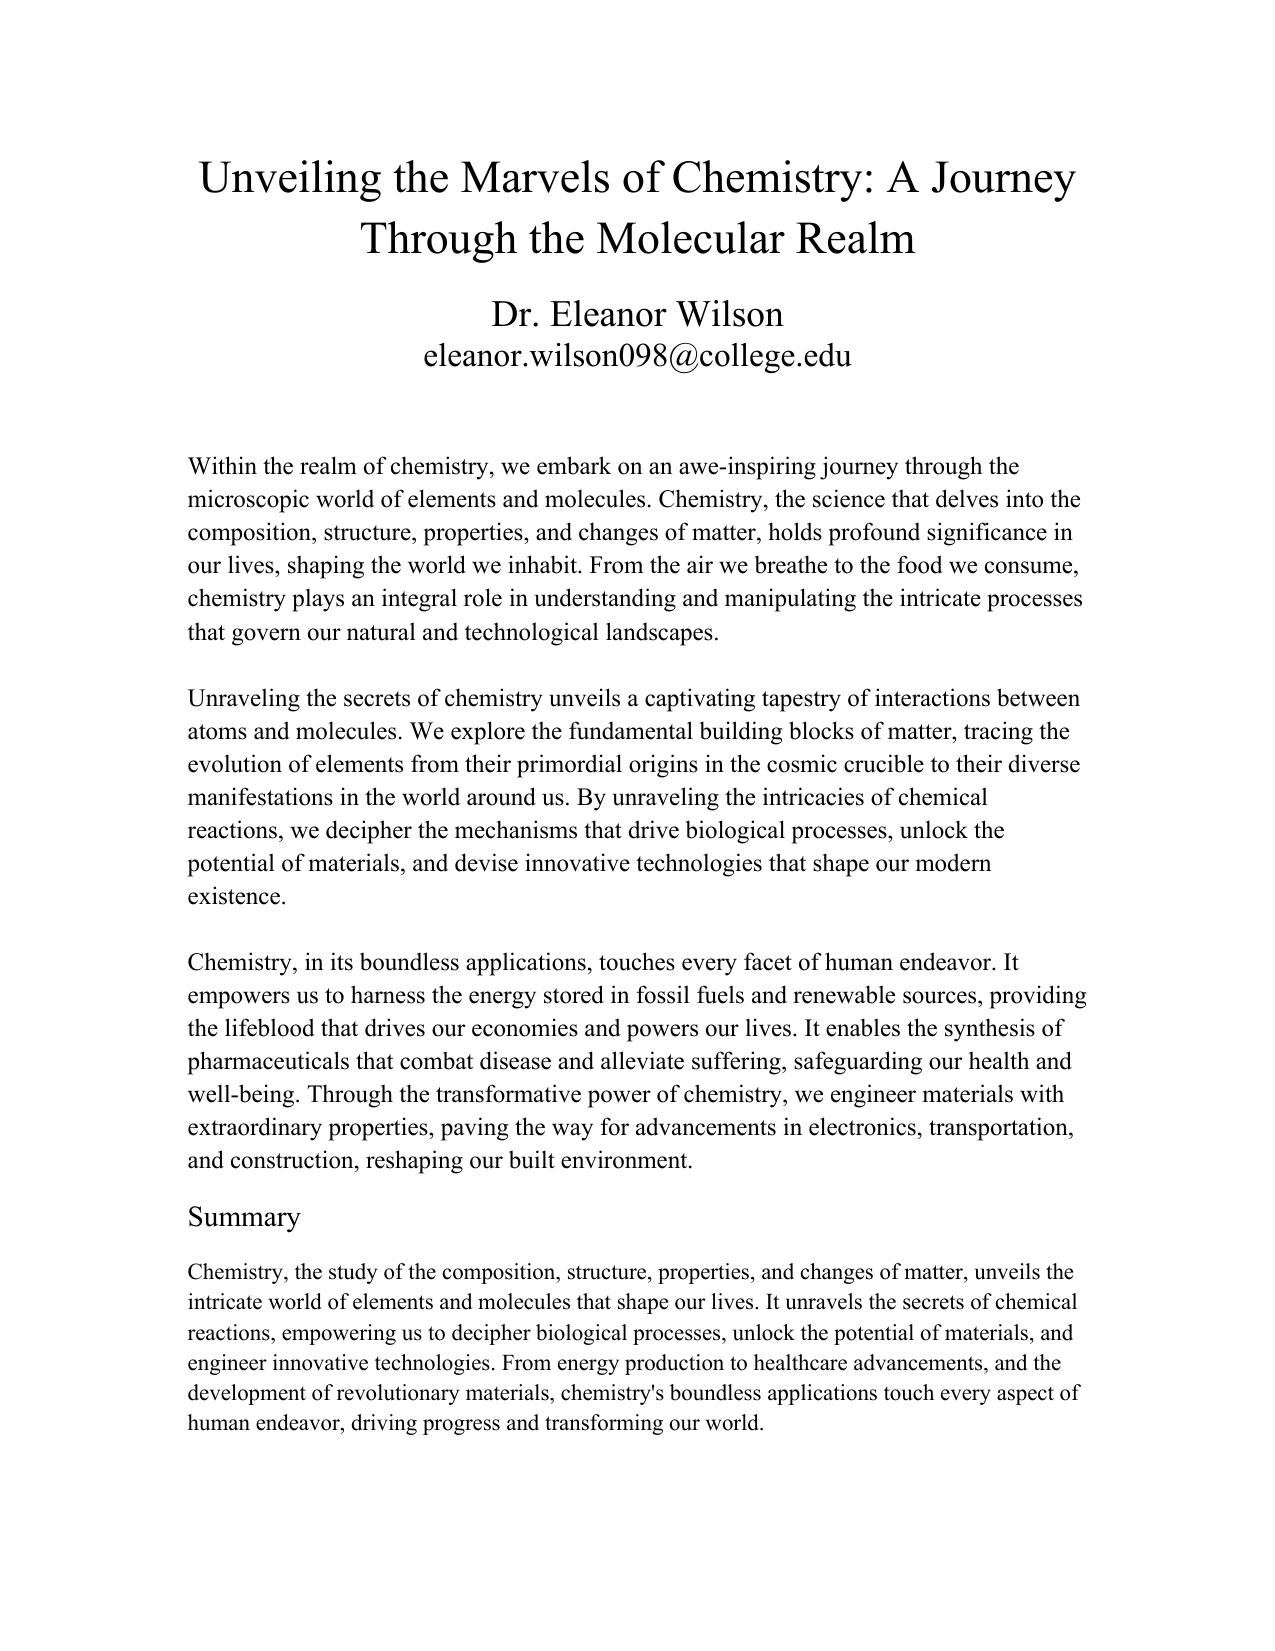 Unveiling the Marvels of Chemistry: A Journey
Through the Molecular Realm
Dr. Eleanor Wilson
eleanor.wilson098@college.edu
Within the realm of chemistry, we embark on an awe-inspiring journey through the
microscopic world of elements and molecules. Chemistry, the science that delves into the
composition, structure, properties, and changes of matter, holds profound significance in
our lives, shaping the world we inhabit. From the air we breathe to the food we consume,
chemistry plays an integral role in understanding and manipulating the intricate processes
that govern our natural and technological landscapes.
Unraveling the secrets of chemistry unveils a captivating tapestry of interactions between
atoms and molecules. We explore the fundamental building blocks of matter, tracing the
evolution of elements from their primordial origins in the cosmic crucible to their diverse
manifestations in the world around us. By unraveling the intricacies of chemical
reactions, we decipher the mechanisms that drive biological processes, unlock the
potential of materials, and devise innovative technologies that shape our modern
existence.
Chemistry, in its boundless applications, touches every facet of human endeavor. It
empowers us to harness the energy stored in fossil fuels and renewable sources, providing
the lifeblood that drives our economies and powers our lives. It enables the synthesis of
pharmaceuticals that combat disease and alleviate suffering, safeguarding our health and
well-being. Through the transformative power of chemistry, we engineer materials with
extraordinary properties, paving the way for advancements in electronics, transportation,
and construction, reshaping our built environment.
Summary
Chemistry, the study of the composition, structure, properties, and changes of matter, unveils the
intricate world of elements and molecules that shape our lives. It unravels the secrets of chemical
reactions, empowering us to decipher biological processes, unlock the potential of materials, and
engineer innovative technologies. From energy production to healthcare advancements, and the
development of revolutionary materials, chemistry's boundless applications touch every aspect of
human endeavor, driving progress and transforming our world.